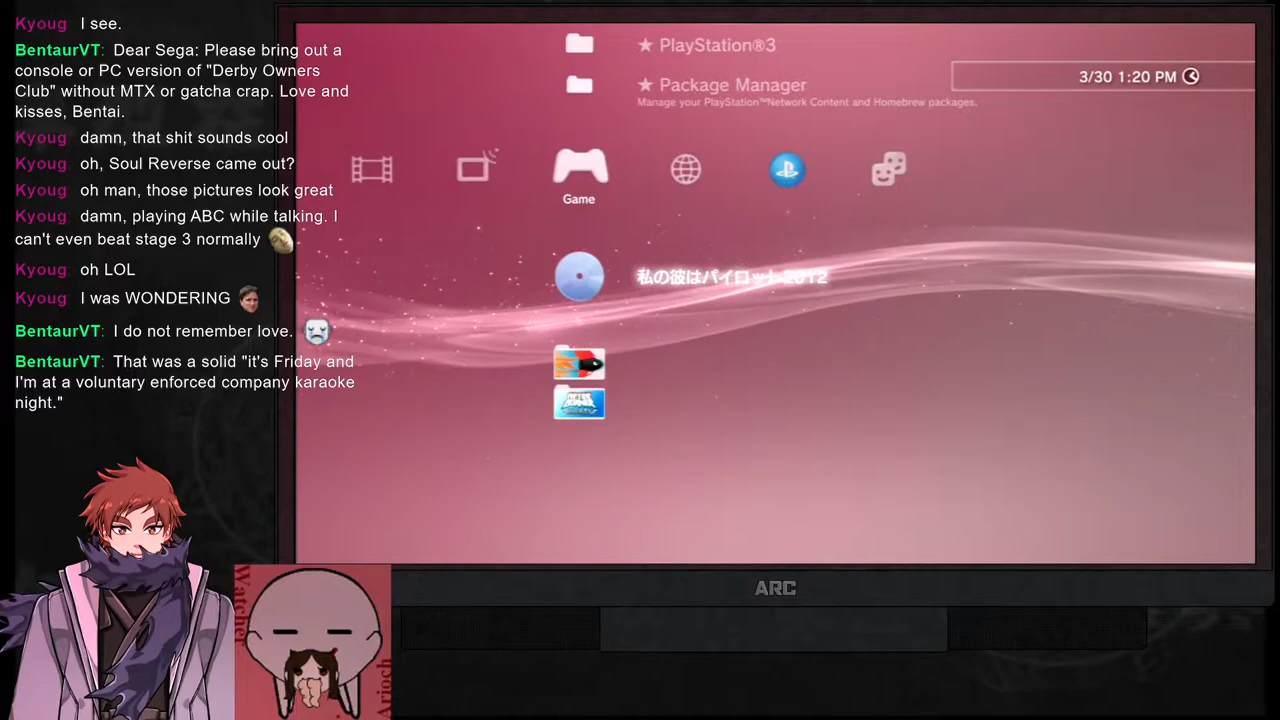 Kyoug I see.
BentaurVT: Dear Sega: Please bring out a
console or PC version of "Derby Owners
Club" without MTX or gatcha crap. Love and
kisses, Bentai.
Kyoug damn, that shit sounds cool
Kyoug oh, Soul Reverse came out?
Kyoug oh man, those pictures look great
Kyoug damn, playing ABC while talking. I
can't even beat stage 3 normally
Kyoug oh LOL
Kyoug I was WONDERING
BentaurVT: I do not remember love.
BentaurVT: That was a solid "it's Friday and
I'm at a voluntary enforced company karaoke
night."
★ PlayStation®3
★ Package Manager
Manage your PlayStation™Network Content and Homebrew packages.
3/30 1:20 PM
Game
私の彼はパイロット 2012
ARC
Watcher
Arioch